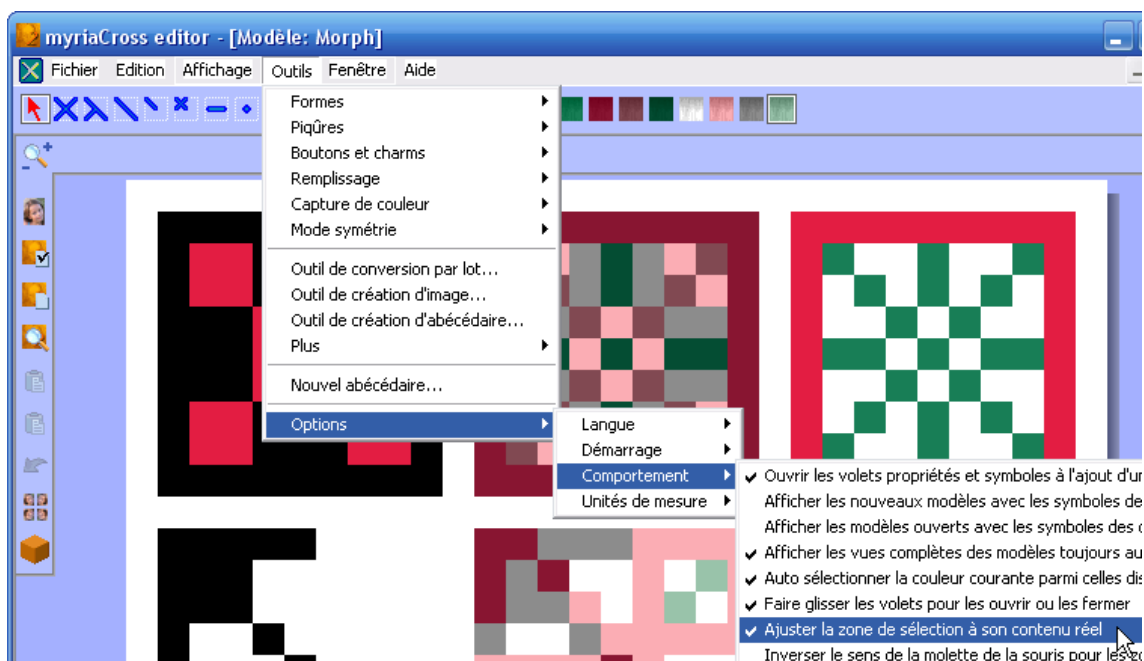 myriaCross editor - [Modèle: Morph]
Fichier Edition Affichage Outils Fenêtre Aide
Formes
Piqûres
Boutons et charms
Remplissage
Capture de couleur
Mode symétrie
Outil de conversion par lot...
Outil de création d'image...
Outil de création d'abécédaire...
Plus
Nouvel abécédaire...
Options
Langue
Démarrage
Comportement
Unités de mesure
Ouvrir les volets propriétés et symboles à l'ajout d'un
Afficher les nouveaux modèles avec les symboles de
Afficher les modèles ouverts avec les symboles des
Afficher les vues complètes des modèles toujours au
Auto sélectionner la couleur courante parmi celles
Faire glisser les volets pour les ouvrir ou les fermer
Ajuster la zone de sélection à son contenu réel
Inverser le sens de la molette de la souris pour les